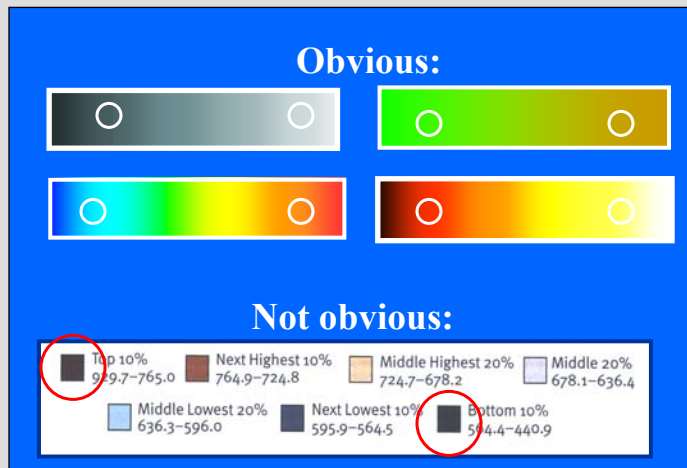 Obvious:
Not obvious:
Top 10% Next Highest 10% Middle Highest 20% Middle 20%
929.7–765.0 764.9–724.8 724.7–678.2 678.1–636.4
Middle Lowest 20% Next Lowest 10% Bottom 10%
636.3–596.0 595.9–564.5 564.4–440.9